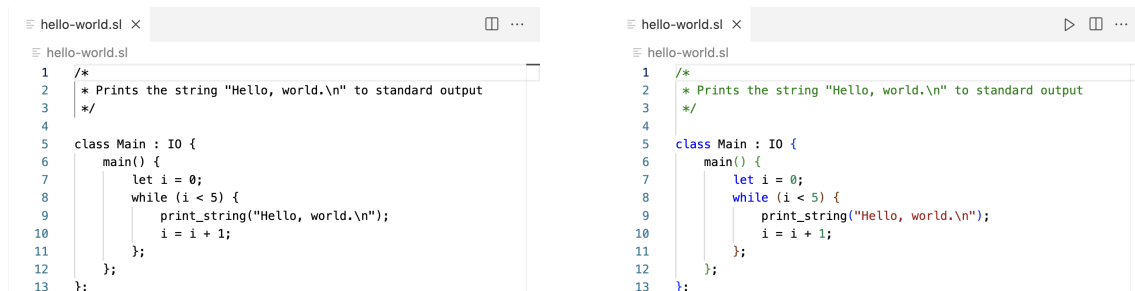 hello-world.sl
hello-world.sl
1 /*
2  * Prints the string "Hello, world.\n" to standard output
3  */
4
5 class Main : IO {
6     main() {
7         let i = 0;
8         while (i < 5) {
9             print_string("Hello, world.\n");
10             i = i + 1;
11         };
12     };
13 };
hello-world.sl
hello-world.sl
1 /*
2  * Prints the string "Hello, world.\n" to standard output
3  */
4
5 class Main : IO {
6     main() {
7         let i = 0;
8         while (i < 5) {
9             print_string("Hello, world.\n");
10             i = i + 1;
11         };
12     };
13 };